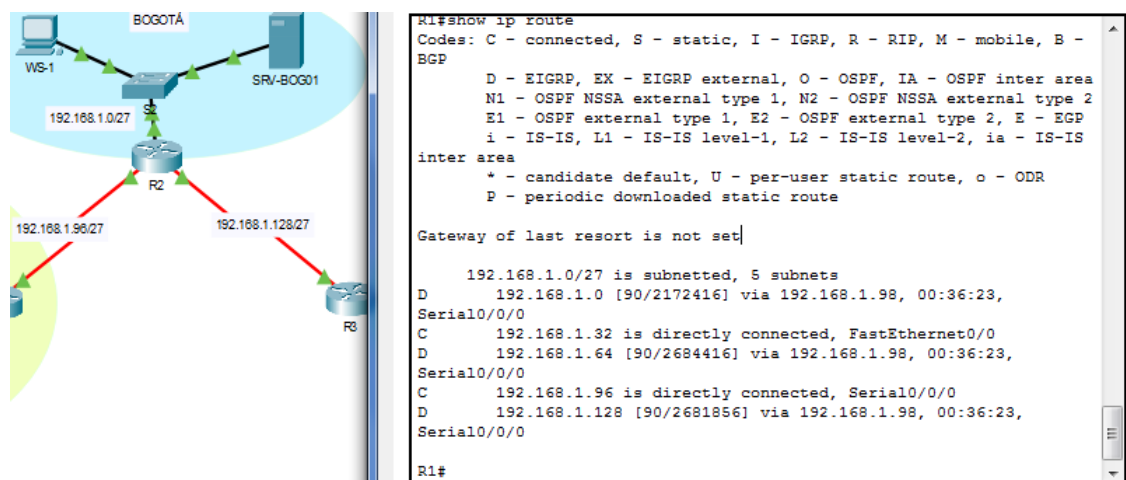 BOGOTÁ
WS-1
SRV-BOG01
S2
192.168.1.0/27
R2
192.168.1.96/27
192.168.1.128/27
R3
R1#show ip route
Codes: C - connected, S - static, I - IGRP, R - RIP, M - mobile, B -
BGP
D - EIGRP, EX - EIGRP external, O - OSPF, IA - OSPF inter area
N1 - OSPF NSSA external type 1, N2 - OSPF NSSA external type 2
E1 - OSPF external type 1, E2 - OSPF external type 2, E - EGP
i - IS-IS, L1 - IS-IS level-1, L2 - IS-IS level-2, ia - IS-IS
inter area
* - candidate default, U - per-user static route, o - ODR
P - periodic downloaded static route
Gateway of last resort is not set
192.168.1.0/27 is subnetted, 5 subnets
D 192.168.1.0 [90/2172416] via 192.168.1.98, 00:36:23,
Serial0/0/0
C 192.168.1.32 is directly connected, FastEthernet0/0
D 192.168.1.64 [90/2684416] via 192.168.1.98, 00:36:23,
Serial0/0/0
C 192.168.1.96 is directly connected, Serial0/0/0
D 192.168.1.128 [90/2681856] via 192.168.1.98, 00:36:23,
Serial0/0/0
R1#